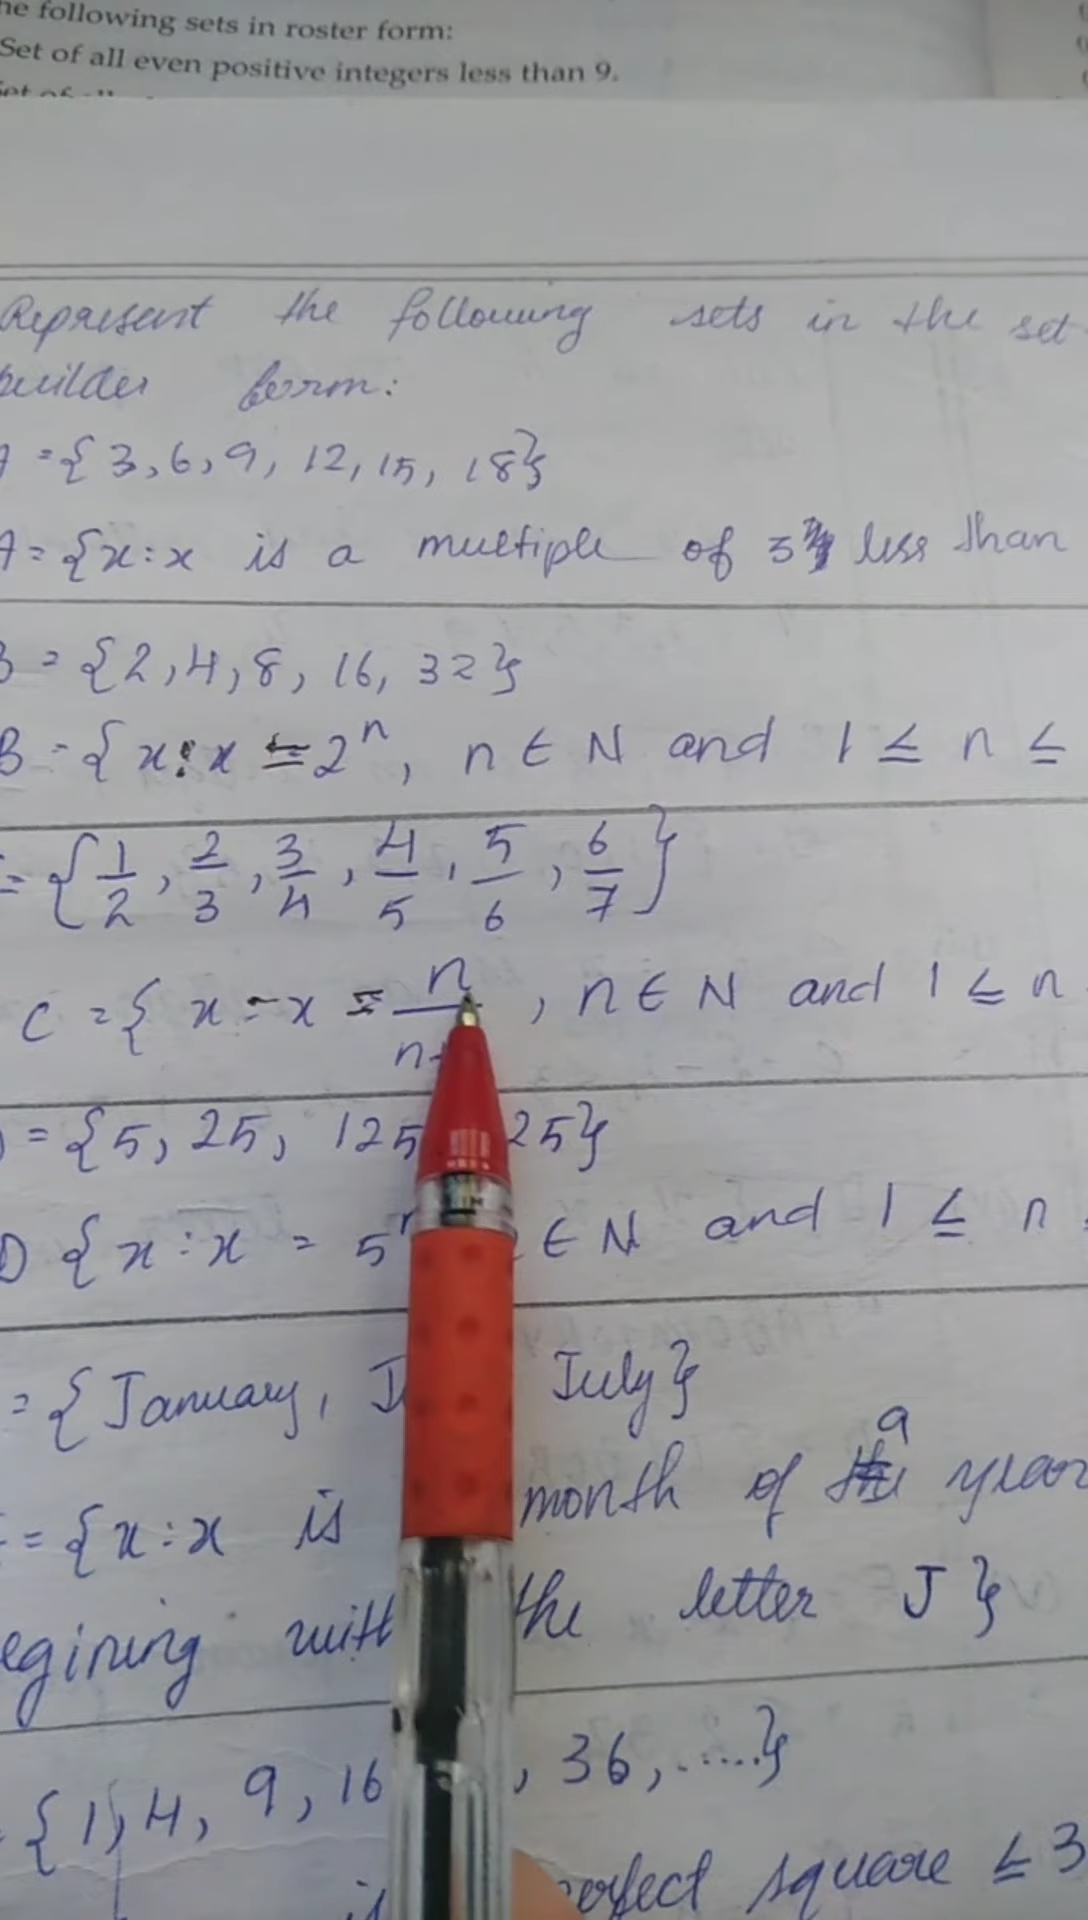 he following sets in roster form:
Set of all even positive integers less than 9.
Represent the following sets in the set
builder form:
A = {3, 6, 9, 12, 15, 18}
A = {x : x is a multiple of 3 less than
B = {2, 4, 8, 16, 32}
B = {x : x = 2ⁿ, n ∈ N and 1 ≤ n ≤
= {1/2, 2/3, 3/4, 4/5, 5/6, 6/7}
C = { x - x = n/n+ , n ∈ N and 1 ≤ n
= {5, 25, 125 25}
D {x : x = 5ⁿ ∈ N and 1 ≤ n
= {January, J July}
= {x : x is month of a year
egining with the letter J}
{1, 4, 9, 16 , 36, .....}
is perfect square ≤ 3